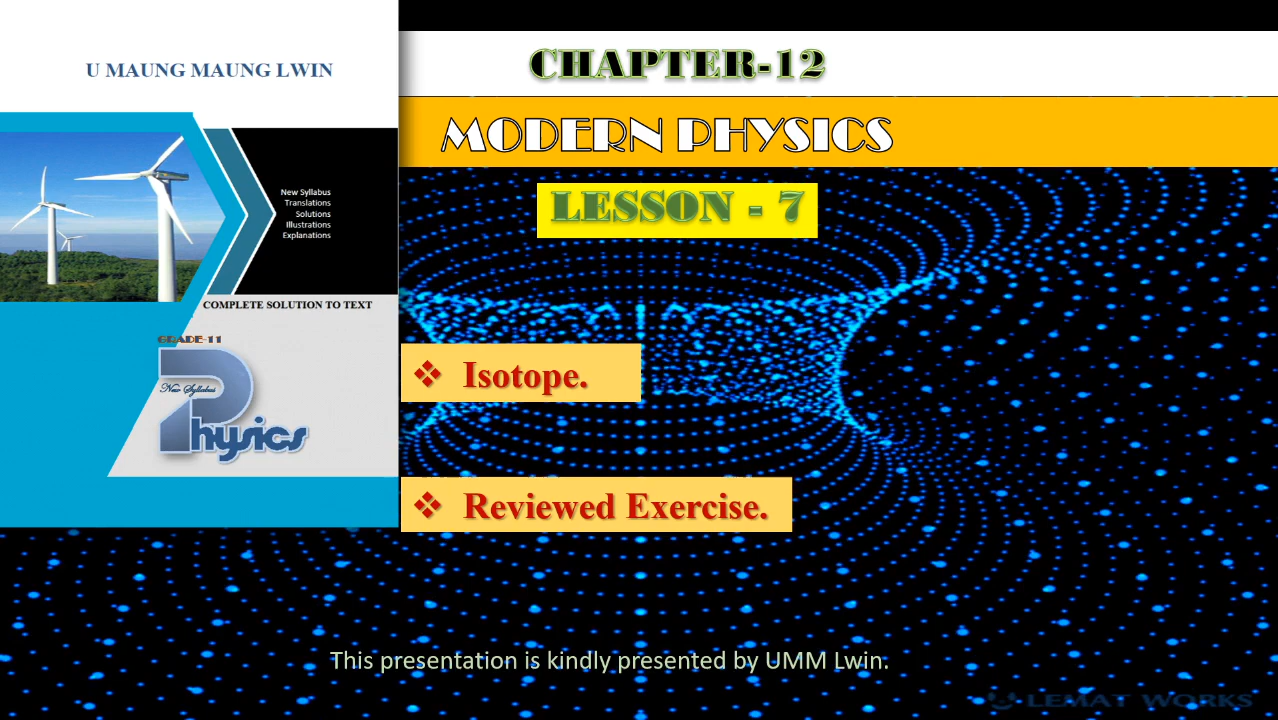 U MAUNG MAUNG LWIN
New Syllabus
Translations
Solutions
Illustrations
Explanations
COMPLETE SOLUTION TO TEXT
GRADE-11
New Syllabus
Physics
CHAPTER-12
MODERN PHYSICS
LESSON - 7
❖ Isotope.
❖ Reviewed Exercise.
This presentation is kindly presented by UMM Lwin.
LEMAT WORKS